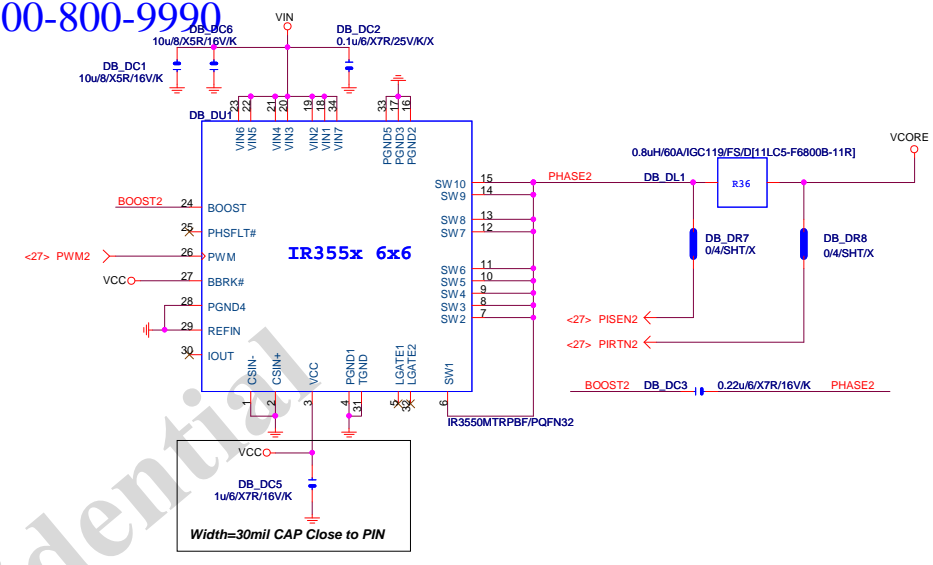 00-800-9990
VIN
DB_DC6
10u/8/X5R/16V/K
DB_DC2
0.1u/6/X7R/25V/K/X
DB_DC1
10u/8/X5R/16V/K
DB_DU1
23 22 21 20 19 18 34 33 17 16
VIN6 VIN5 VIN4 VIN3 VIN2 VIN1 VIN7 PGND5 PGND3 PGND2
VCORE
0.8uH/60A/IGC119/FS/D[11LC5-F6800B-11R]
SW10 15 PHASE2 DB_DL1 R36
SW9 14
BOOST2 24 BOOST
SW8 13
25 PHSFLT#
SW7 12
DB_DR7
0/4/SHT/X
DB_DR8
0/4/SHT/X
IR355x 6x6
<27> PWM2 26 PWM
SW6 11
VCC 27 BBRK#
SW5 10
SW4 9
28 PGND4
SW3 8
SW2 7
<27> PISEN2
29 REFIN
<27> PIRTN2
30 IOUT
CSIN- CSIN+ VCC PGND1 TGND LGATE1 LGATE2 SW1
1 2 3 4 31 5 32 6
BOOST2 DB_DC3 0.22u/6/X7R/16V/K PHASE2
IR3550MTRPBF/PQFN32
VCC
DB_DC5
1u/6/X7R/16V/K
Width=30mil CAP Close to PIN
idential